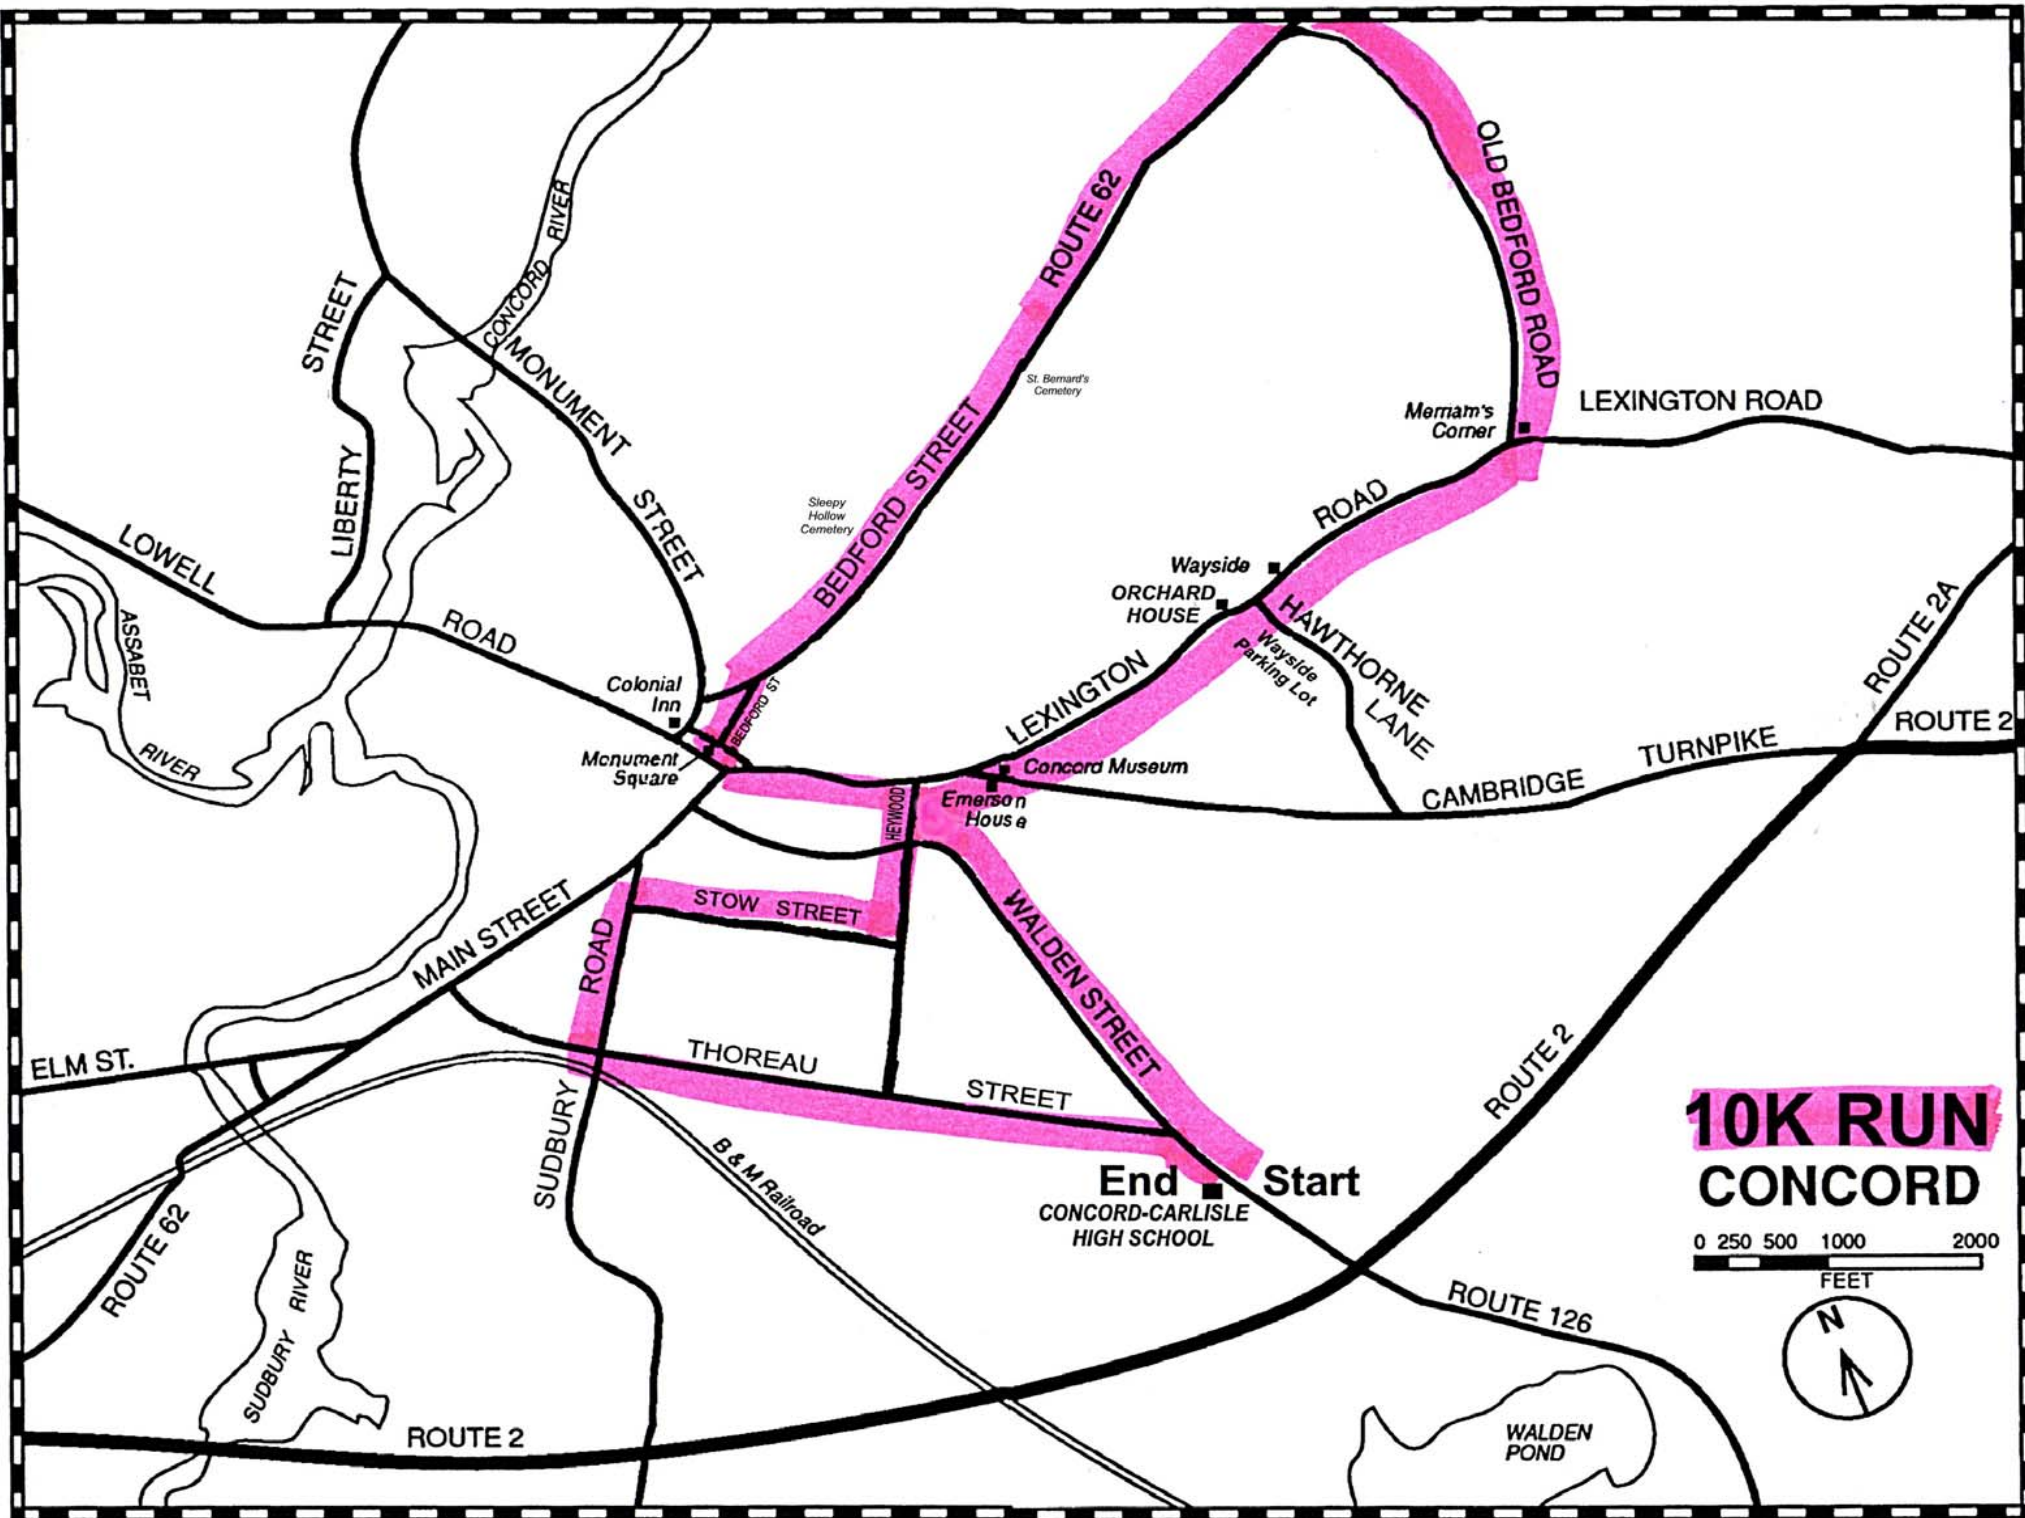 ROUTE 62
OLD BEDFORD ROAD
CONCORD RIVER
STREET
LIBERTY
MONUMENT
STREET
St. Bernard's
Cemetery
Merriam's
Corner
LEXINGTON ROAD
BEDFORD STREET
Sleepy
Hollow
Cemetery
LOWELL
ROAD
ROAD
Wayside
ORCHARD
HOUSE
HAWTHORNE
LANE
Wayside
Parking Lot
ASSABET
RIVER
Colonial
Inn
BEDFORD ST
Monument
Square
LEXINGTON
ROUTE 2A
ROUTE 2
TURNPIKE
CAMBRIDGE
Concord Museum
Emerson
House
HEYWOOD
STOW STREET
WALDEN STREET
MAIN STREET
ROAD
ELM ST.
THOREAU
STREET
SUDBURY
B & M Railroad
ROUTE 2
End
Start
CONCORD-CARLISLE
HIGH SCHOOL
10K RUN
CONCORD
0 250 500 1000 2000
FEET
N
ROUTE 62
SUDBURY RIVER
ROUTE 126
ROUTE 2
WALDEN
POND